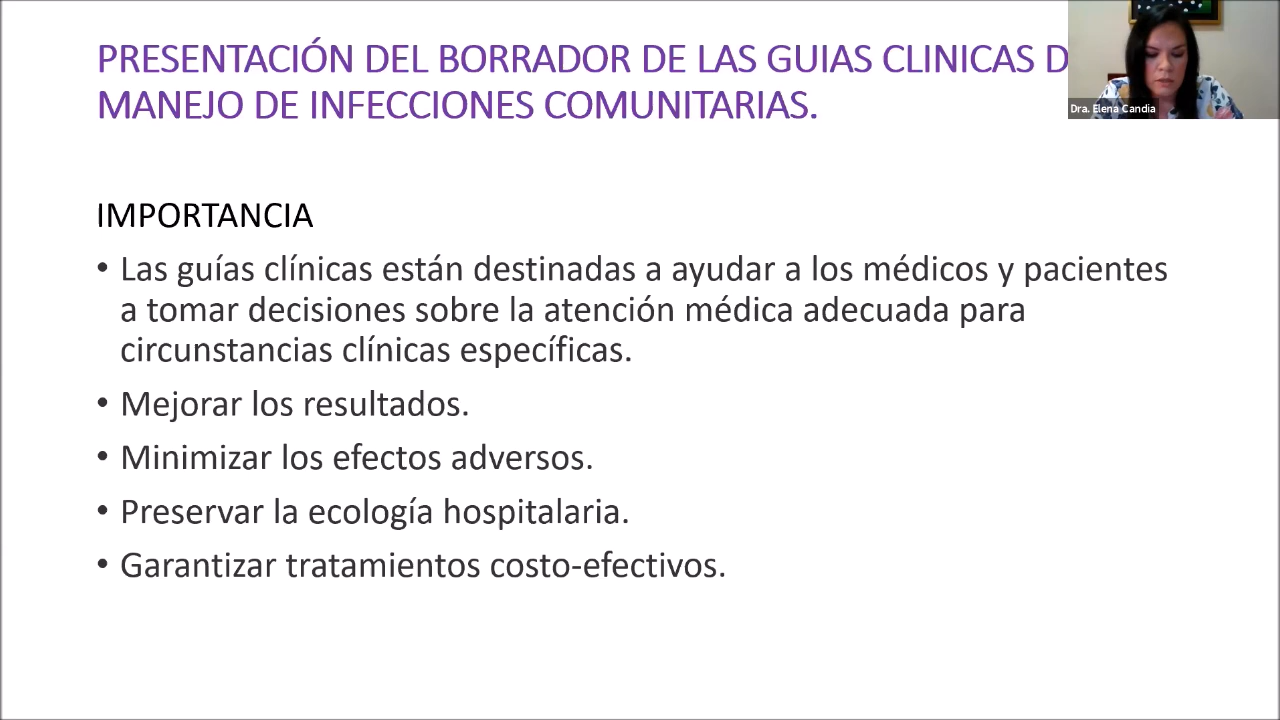 PRESENTACIÓN DEL BORRADOR DE LAS GUIAS CLINICAS D
MANEJO DE INFECCIONES COMUNITARIAS.
Dra. Elena Candia
IMPORTANCIA
• Las guías clínicas están destinadas a ayudar a los médicos y pacientes
a tomar decisiones sobre la atención médica adecuada para
circunstancias clínicas específicas.
• Mejorar los resultados.
• Minimizar los efectos adversos.
• Preservar la ecología hospitalaria.
• Garantizar tratamientos costo-efectivos.